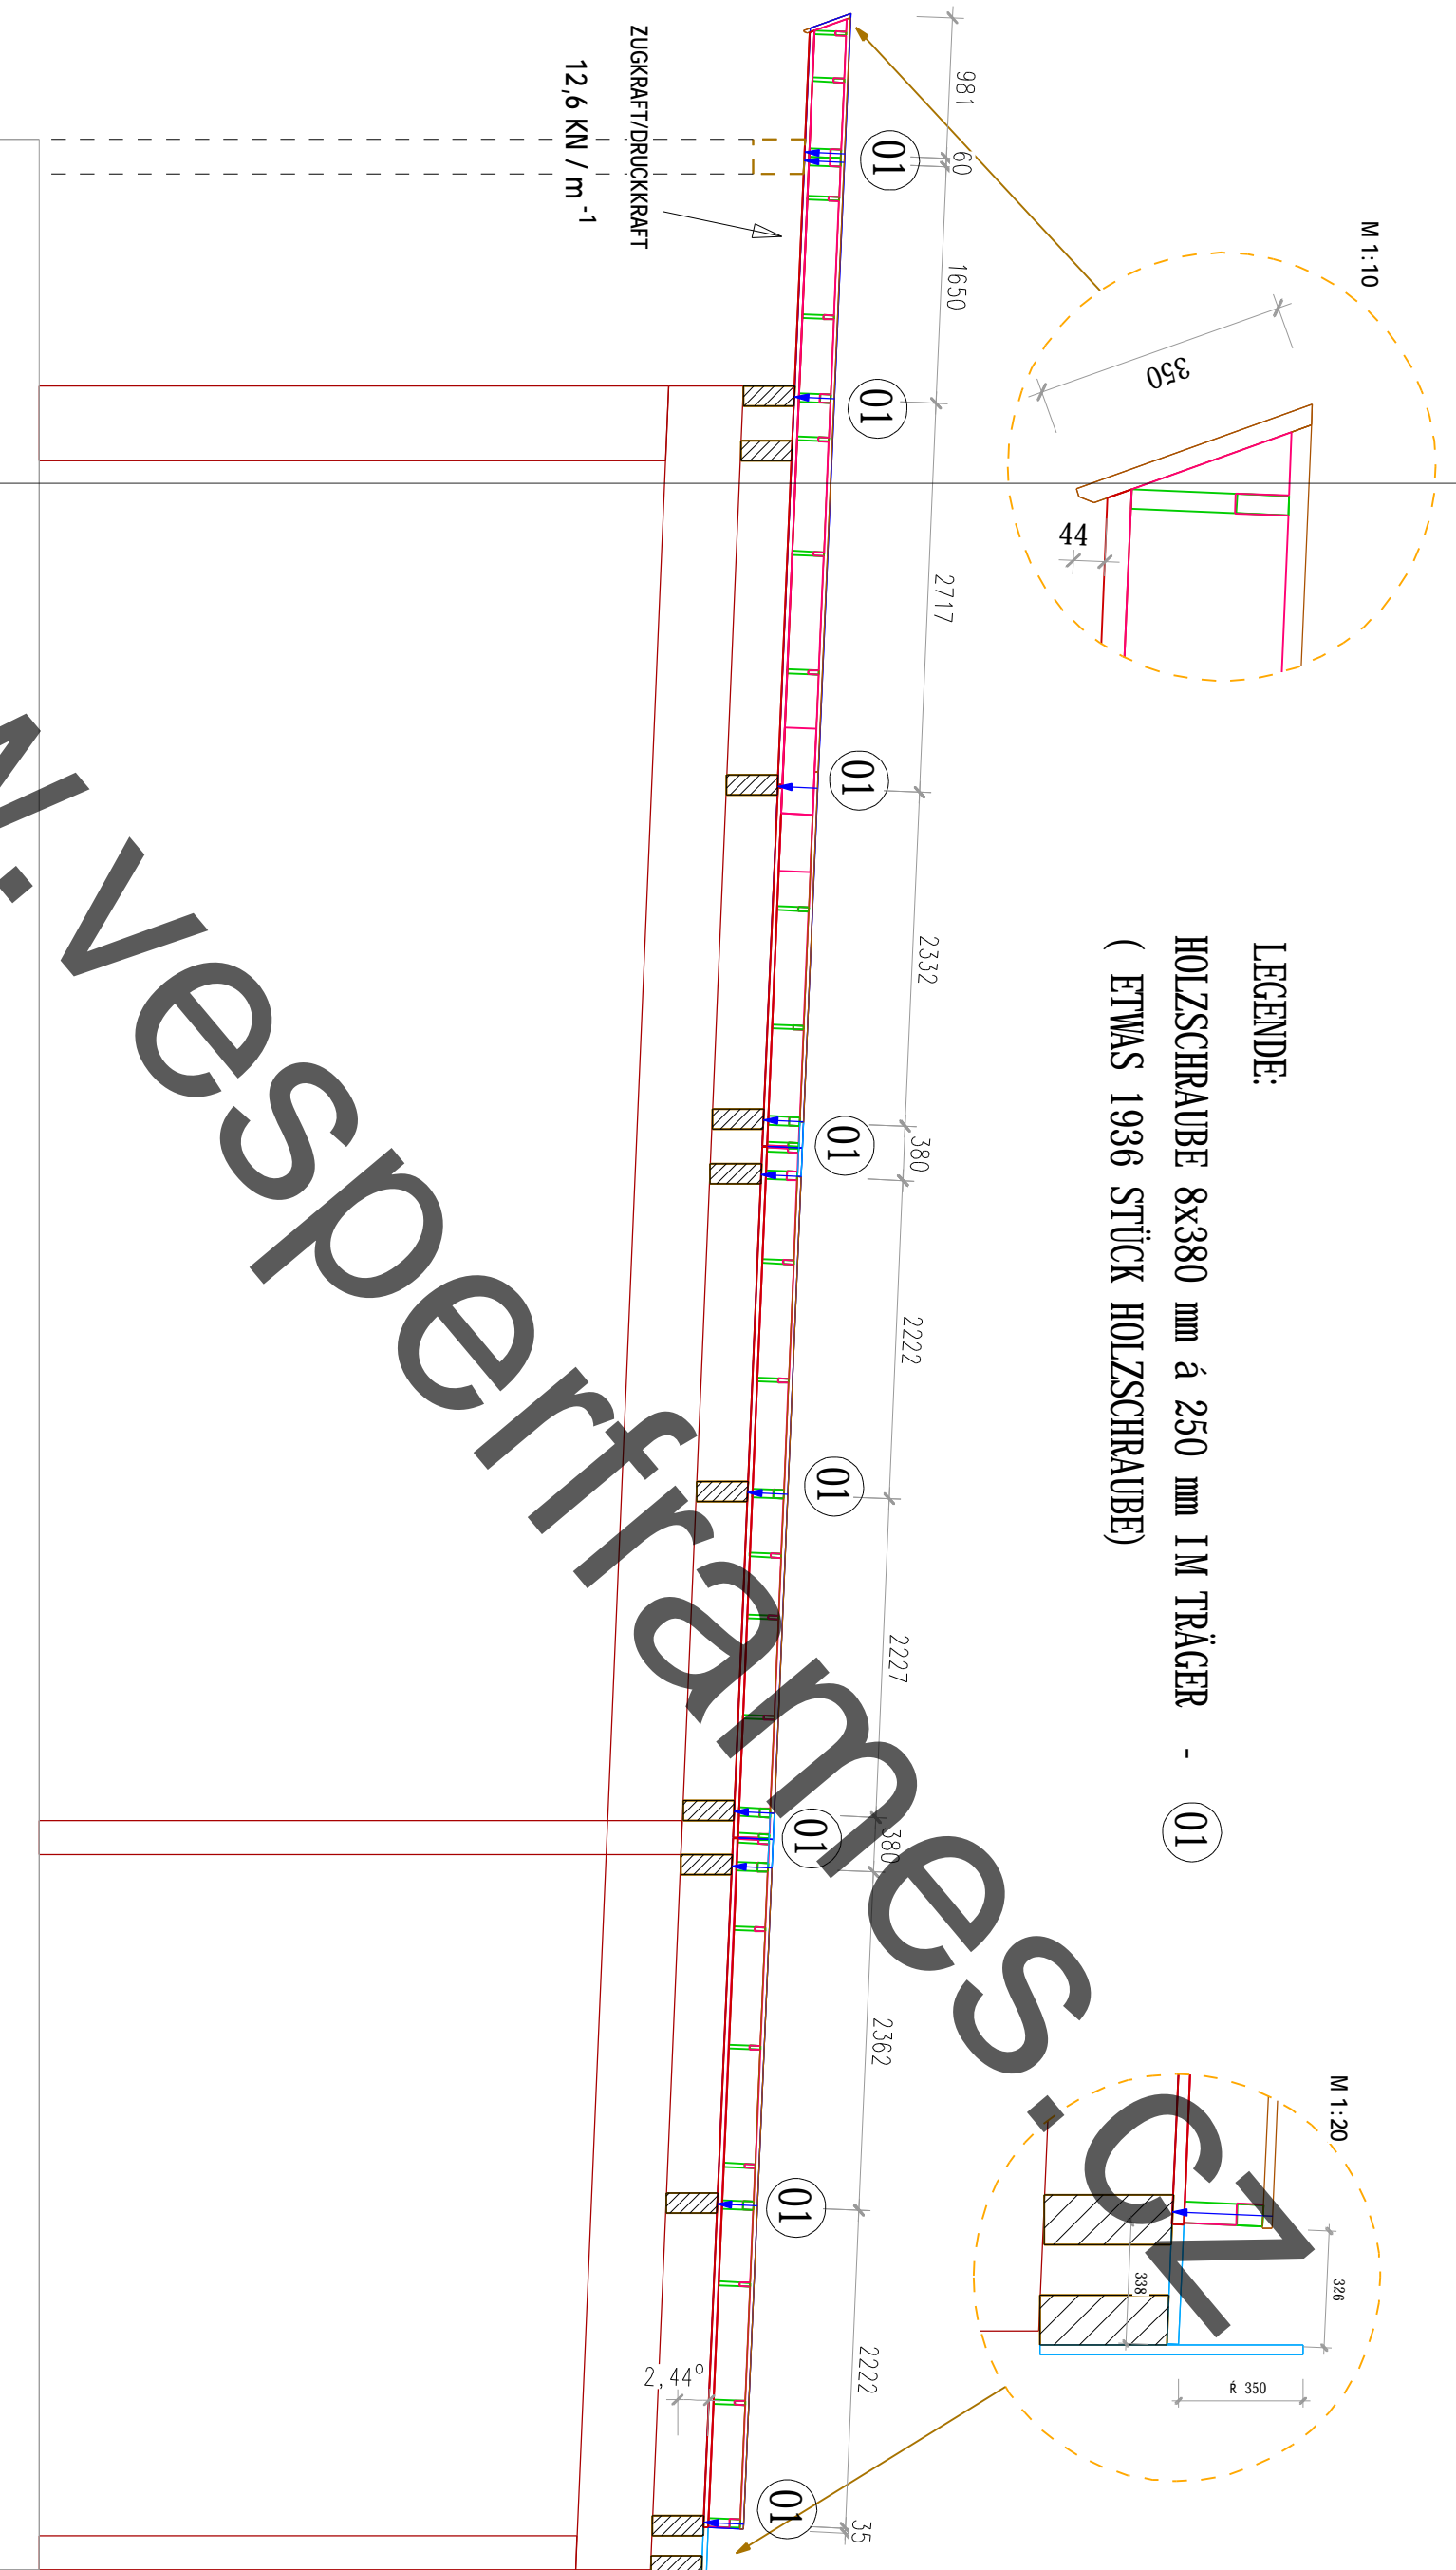 M 1:10
350
44
LEGENDE:
HOLZSCHRAUBE 8x380 mm á 250 mm IM TRÄGER - 01
( ETWAS 1936 STÜCK HOLZSCHRAUBE)
M 1:20
326
338
Ŕ 350
981
60
1650
2717
2332
380
2222
2227
380
2362
2222
35
01
01
01
01
01
01
01
01
ZUGKRAFT/DRUCKKRAFT
12,6 KN / m⁻¹
2,44°
.vesperframes.cz